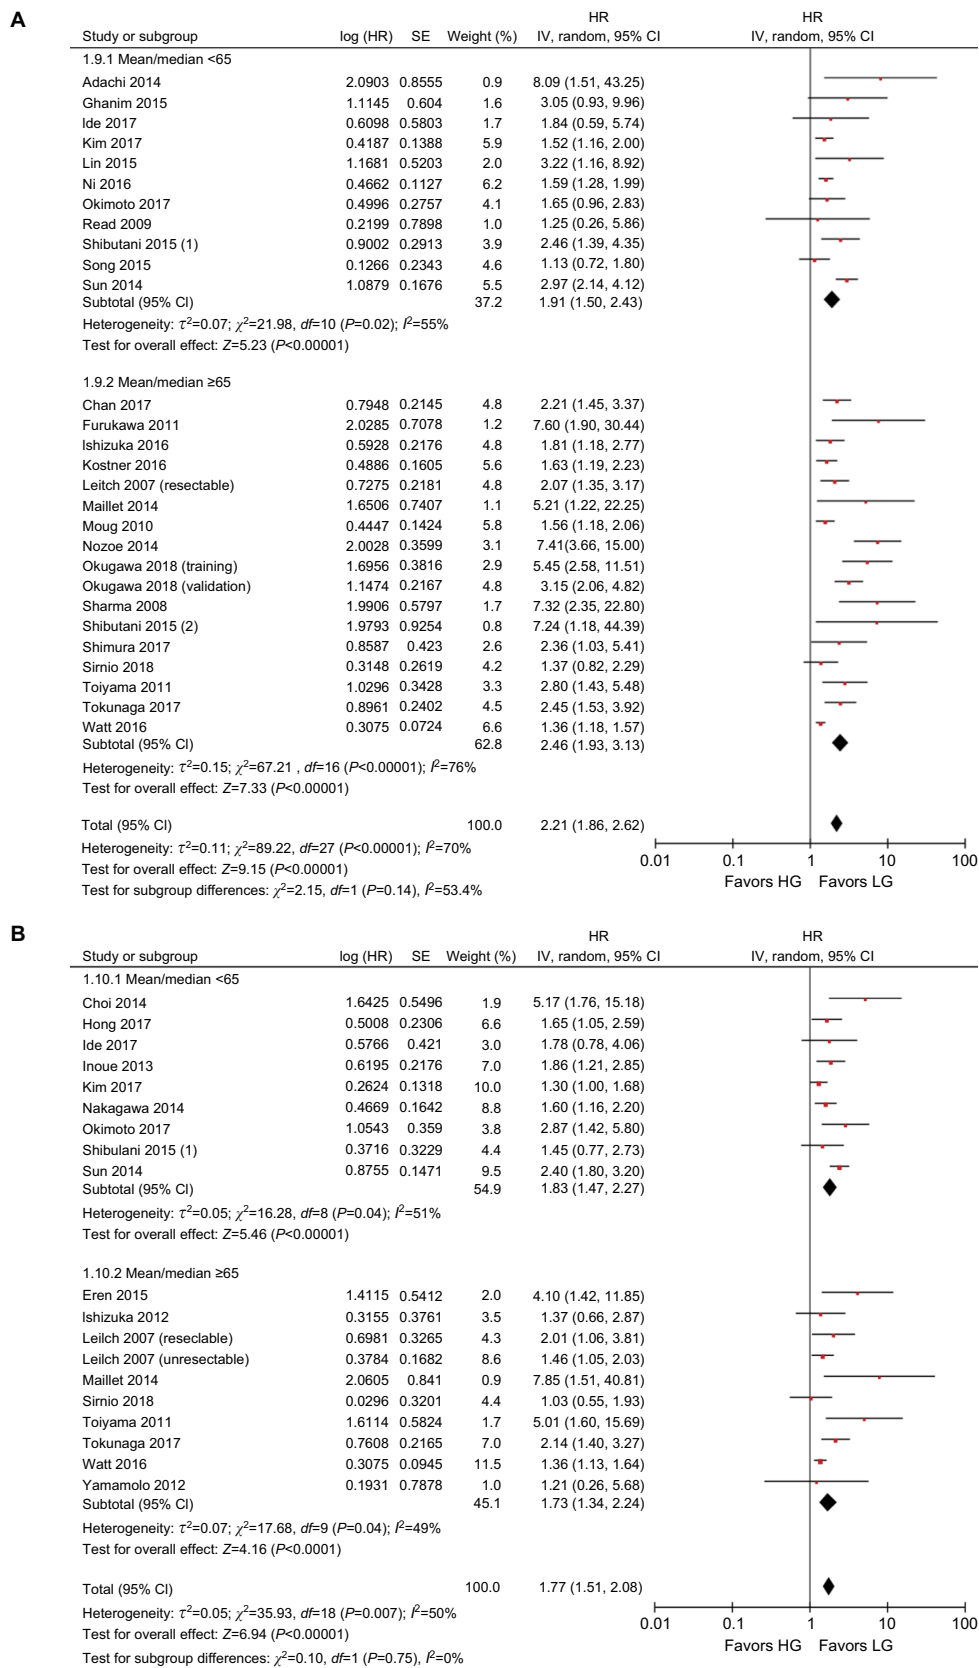 A
HR HR
Study or subgroup log (HR) SE Weight (%) IV, random, 95% CI IV, random, 95% CI
1.9.1 Mean/median <65
Adachi 2014 2.0903 0.8555 0.9 8.09 (1.51, 43.25)
Ghanim 2015 1.1145 0.604 1.6 3.05 (0.93, 9.96)
Ide 2017 0.6098 0.5803 1.7 1.84 (0.59, 5.74)
Kim 2017 0.4187 0.1388 5.9 1.52 (1.16, 2.00)
Lin 2015 1.1681 0.5203 2.0 3.22 (1.16, 8.92)
Ni 2016 0.4662 0.1127 6.2 1.59 (1.28, 1.99)
Okimoto 2017 0.4996 0.2757 4.1 1.65 (0.96, 2.83)
Read 2009 0.2199 0.7898 1.0 1.25 (0.26, 5.86)
Shibutani 2015 (1) 0.9002 0.2913 3.9 2.46 (1.39, 4.35)
Song 2015 0.1266 0.2343 4.6 1.13 (0.72, 1.80)
Sun 2014 1.0879 0.1676 5.5 2.97 (2.14, 4.12)
Subtotal (95% CI) 37.2 1.91 (1.50, 2.43)
Heterogeneity: τ²=0.07; χ²=21.98, df=10 (P=0.02); I²=55%
Test for overall effect: Z=5.23 (P<0.00001)
1.9.2 Mean/median ≥65
Chan 2017 0.7948 0.2145 4.8 2.21 (1.45, 3.37)
Furukawa 2011 2.0285 0.7078 1.2 7.60 (1.90, 30.44)
Ishizuka 2016 0.5928 0.2176 4.8 1.81 (1.18, 2.77)
Kostner 2016 0.4886 0.1605 5.6 1.63 (1.19, 2.23)
Leitch 2007 (resectable) 0.7275 0.2181 4.8 2.07 (1.35, 3.17)
Maillet 2014 1.6506 0.7407 1.1 5.21 (1.22, 22.25)
Moug 2010 0.4447 0.1424 5.8 1.56 (1.18, 2.06)
Nozoe 2014 2.0028 0.3599 3.1 7.41(3.66, 15.00)
Okugawa 2018 (training) 1.6956 0.3816 2.9 5.45 (2.58, 11.51)
Okugawa 2018 (validation) 1.1474 0.2167 4.8 3.15 (2.06, 4.82)
Sharma 2008 1.9906 0.5797 1.7 7.32 (2.35, 22.80)
Shibutani 2015 (2) 1.9793 0.9254 0.8 7.24 (1.18, 44.39)
Shimura 2017 0.8587 0.423 2.6 2.36 (1.03, 5.41)
Sirnio 2018 0.3148 0.2619 4.2 1.37 (0.82, 2.29)
Toiyama 2011 1.0296 0.3428 3.3 2.80 (1.43, 5.48)
Tokunaga 2017 0.8961 0.2402 4.5 2.45 (1.53, 3.92)
Watt 2016 0.3075 0.0724 6.6 1.36 (1.18, 1.57)
Subtotal (95% CI) 62.8 2.46 (1.93, 3.13)
Heterogeneity: τ²=0.15; χ²=67.21 , df=16 (P<0.00001); I²=76%
Test for overall effect: Z=7.33 (P<0.00001)
Total (95% CI) 100.0 2.21 (1.86, 2.62)
Heterogeneity: τ²=0.11; χ²=89.22, df=27 (P<0.00001); I²=70%
Test for overall effect: Z=9.15 (P<0.00001)
Test for subgroup differences: χ²=2.15, df=1 (P=0.14), I²=53.4%
0.01 0.1 1 10 100
Favors HG Favors LG
B
HR HR
Study or subgroup log (HR) SE Weight (%) IV, random, 95% CI IV, random, 95% CI
1.10.1 Mean/median <65
Choi 2014 1.6425 0.5496 1.9 5.17 (1.76, 15.18)
Hong 2017 0.5008 0.2306 6.6 1.65 (1.05, 2.59)
Ide 2017 0.5766 0.421 3.0 1.78 (0.78, 4.06)
Inoue 2013 0.6195 0.2176 7.0 1.86 (1.21, 2.85)
Kim 2017 0.2624 0.1318 10.0 1.30 (1.00, 1.68)
Nakagawa 2014 0.4669 0.1642 8.8 1.60 (1.16, 2.20)
Okimoto 2017 1.0543 0.359 3.8 2.87 (1.42, 5.80)
Shibulani 2015 (1) 0.3716 0.3229 4.4 1.45 (0.77, 2.73)
Sun 2014 0.8755 0.1471 9.5 2.40 (1.80, 3.20)
Subtotal (95% CI) 54.9 1.83 (1.47, 2.27)
Heterogeneity: τ²=0.05; χ²=16.28, df=8 (P=0.04); I²=51%
Test for overall effect: Z=5.46 (P<0.00001)
1.10.2 Mean/median ≥65
Eren 2015 1.4115 0.5412 2.0 4.10 (1.42, 11.85)
Ishizuka 2012 0.3155 0.3761 3.5 1.37 (0.66, 2.87)
Leilch 2007 (reseclable) 0.6981 0.3265 4.3 2.01 (1.06, 3.81)
Leilch 2007 (unresectable) 0.3784 0.1682 8.6 1.46 (1.05, 2.03)
Maillet 2014 2.0605 0.841 0.9 7.85 (1.51, 40.81)
Sirnio 2018 0.0296 0.3201 4.4 1.03 (0.55, 1.93)
Toiyama 2011 1.6114 0.5824 1.7 5.01 (1.60, 15.69)
Tokunaga 2017 0.7608 0.2165 7.0 2.14 (1.40, 3.27)
Watt 2016 0.3075 0.0945 11.5 1.36 (1.13, 1.64)
Yamamolo 2012 0.1931 0.7878 1.0 1.21 (0.26, 5.68)
Subtotal (95% CI) 45.1 1.73 (1.34, 2.24)
Heterogeneity: τ²=0.07; χ²=17.68, df=9 (P=0.04); I²=49%
Test for overall effect: Z=4.16 (P<0.0001)
Total (95% CI) 100.0 1.77 (1.51, 2.08)
Heterogeneity: τ²=0.05; χ²=35.93, df=18 (P=0.007); I²=50%
Test for overall effect: Z=6.94 (P<0.00001)
Test for subgroup differences: χ²=0.10, df=1 (P=0.75), I²=0%
0.01 0.1 1 10 100
Favors HG Favors LG